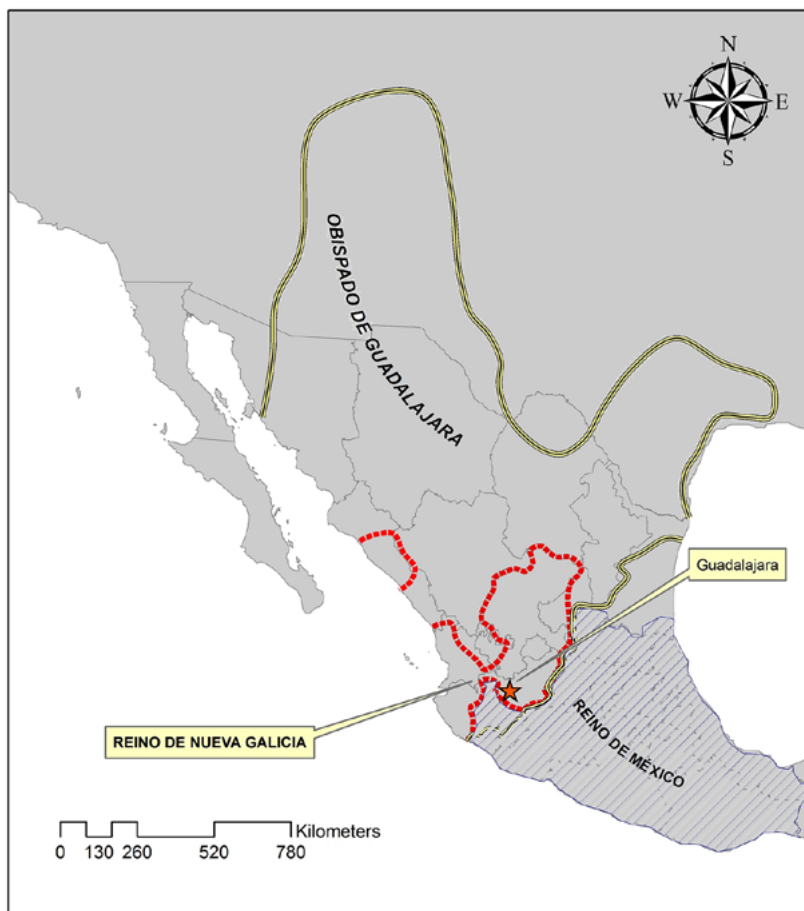 N
W E
S
OBISPADO DE GUADALAJARA
Guadalajara
REINO DE NUEVA GALICIA
REINO DE MÉXICO
Kilometers
0 130 260 520 780